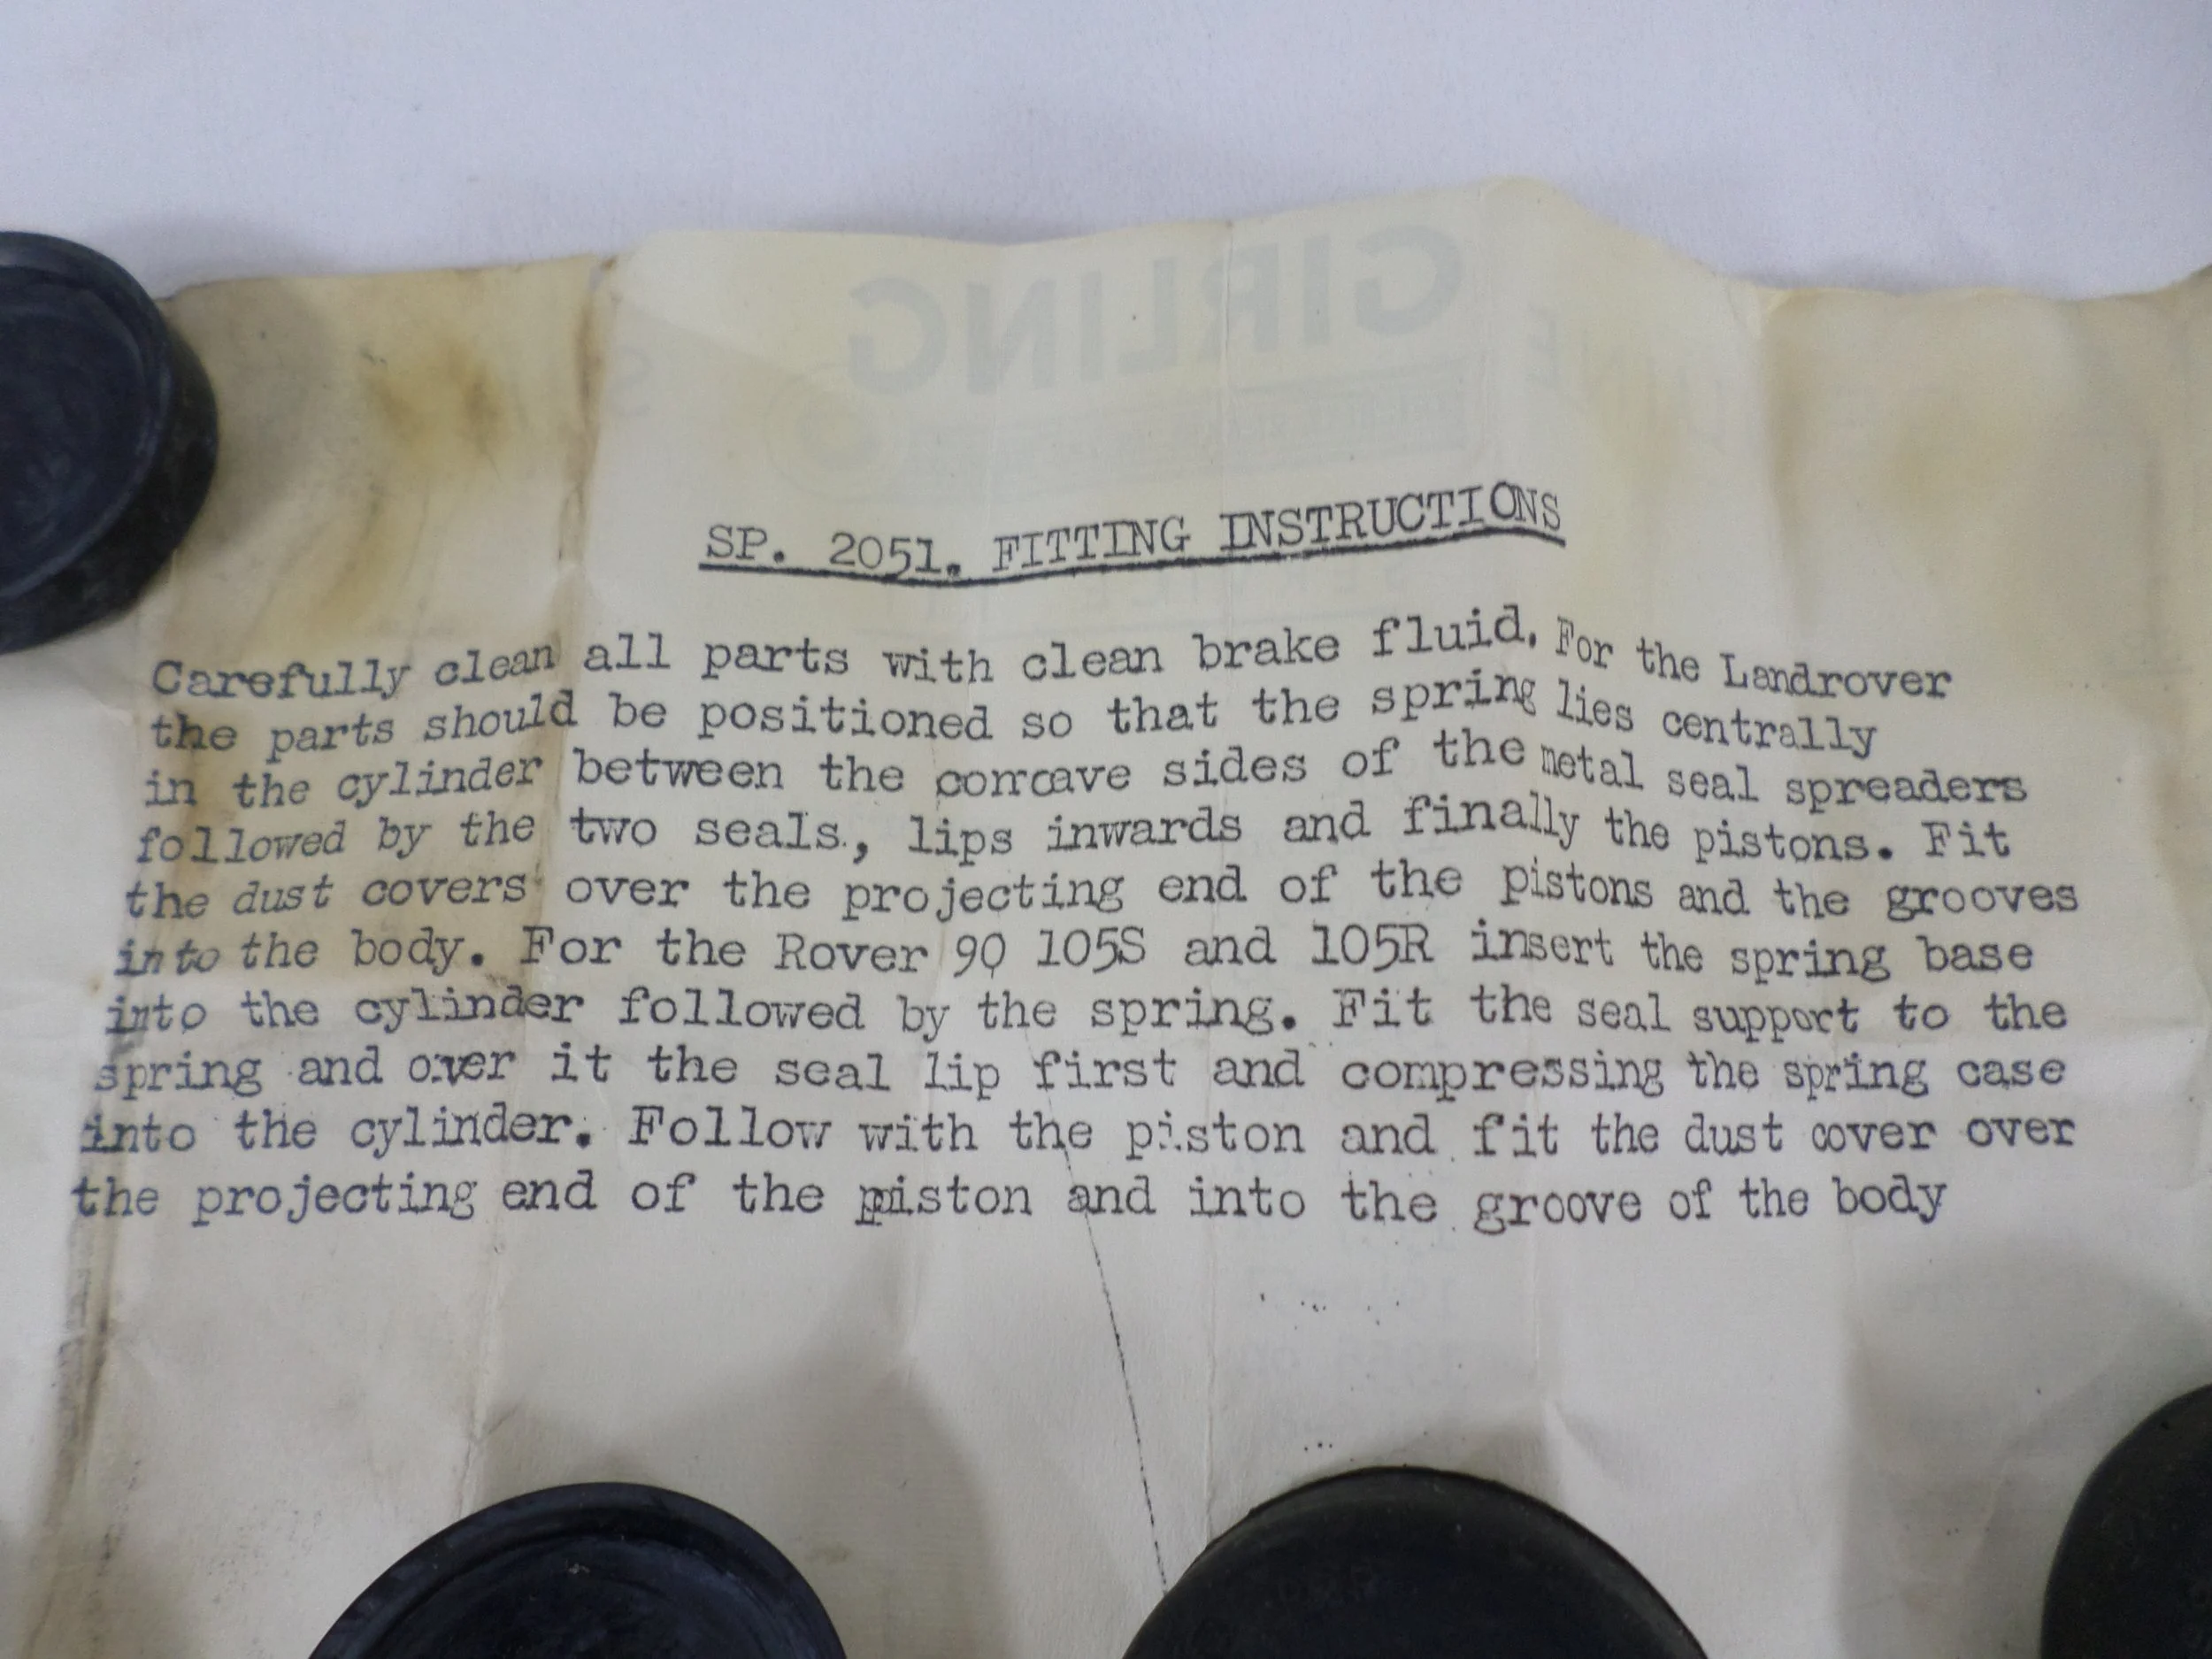 GIRLING
SP. 2051. FITTING INSTRUCTIONS
Carefully clean all parts with clean brake fluid. For the Landrover
the parts should be positioned so that the spring lies centrally
in the cylinder between the concave sides of the metal seal spreaders
followed by the two seals., lips inwards and finally the pistons. Fit
the dust covers over the projecting end of the pistons and the grooves
into the body. For the Rover 90 105S and 105R insert the spring base
into the cylinder followed by the spring. Fit the seal support to the
spring and over it the seal lip first and compressing the spring case
into the cylinder. Follow with the piston and fit the dust cover over
the projecting end of the piston and into the groove of the body